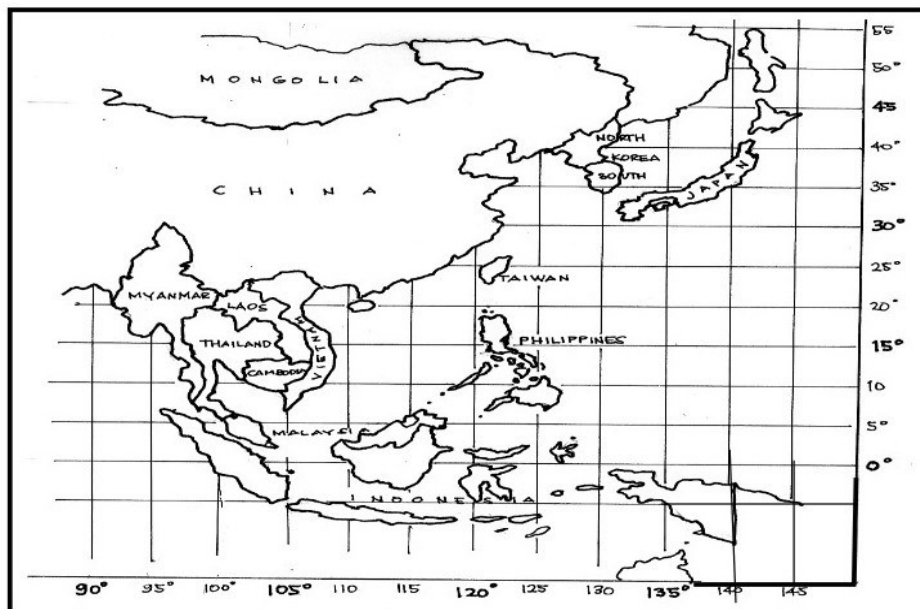 55
50°
MONGOLIA
45
NORTH
40°
KOREA
SOUTH
JAPAN
35°
CHINA
30°
25°
TAIWAN
MYANMAR
LAOS
20°
VIETNAM
THAILAND
PHILIPPINES
15°
CAMBODIA
10
MALAYSIA
5°
0°
INDONESIA
90° 95° 100° 105° 110 115 120° 125 130 135° 140 145